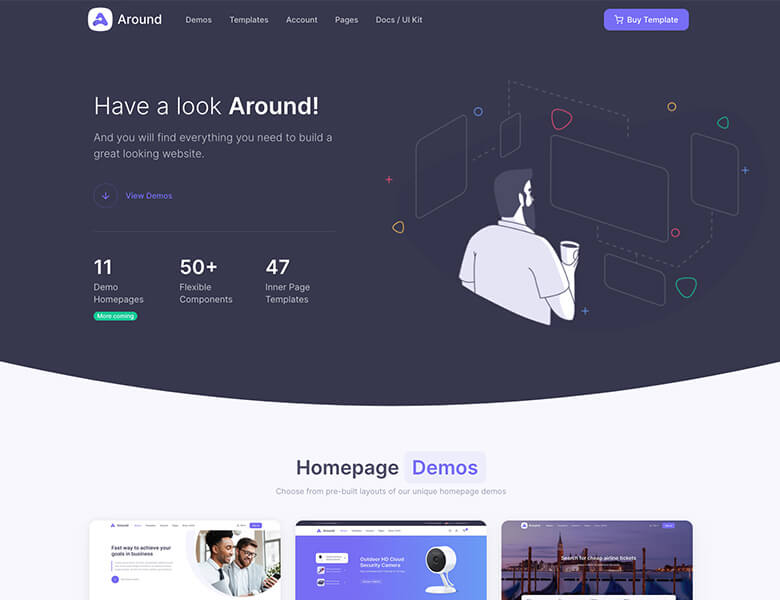 Around
Demos Templates Account Pages Docs / UI Kit
Buy Template
Have a look Around!
And you will find everything you need to build a
great looking website.
View Demos
11
Demo
Homepages
More coming
50+
Flexible
Components
47
Inner Page
Templates
Homepage Demos
Choose from pre-built layouts of our unique homepage demos
Around
Fast way to achieve your
goals in business
Around
Outdoor HD Cloud
Security Camera
Around
Search for cheap airline tickets